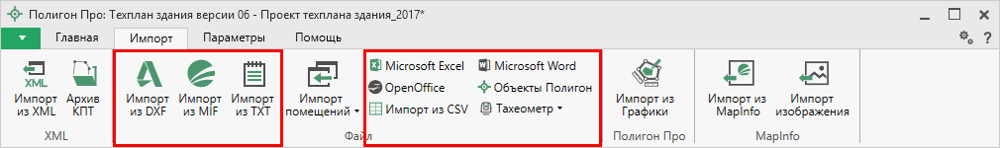 Полигон Про: Техплан здания версии 06 - Проект техплана здания_2017*
Главная Импорт Параметры Помощь ?
XML
Импорт из XML
Архив КПТ
XML
Импорт из DXF
Импорт из MIF
Импорт из TXT
Импорт помещений
Microsoft Excel
OpenOffice
Импорт из CSV
Microsoft Word
Объекты Полигон
Тахеометр
Файл
Импорт из Графики
Полигон Про
Импорт из MapInfo
Импорт изображения
MapInfo